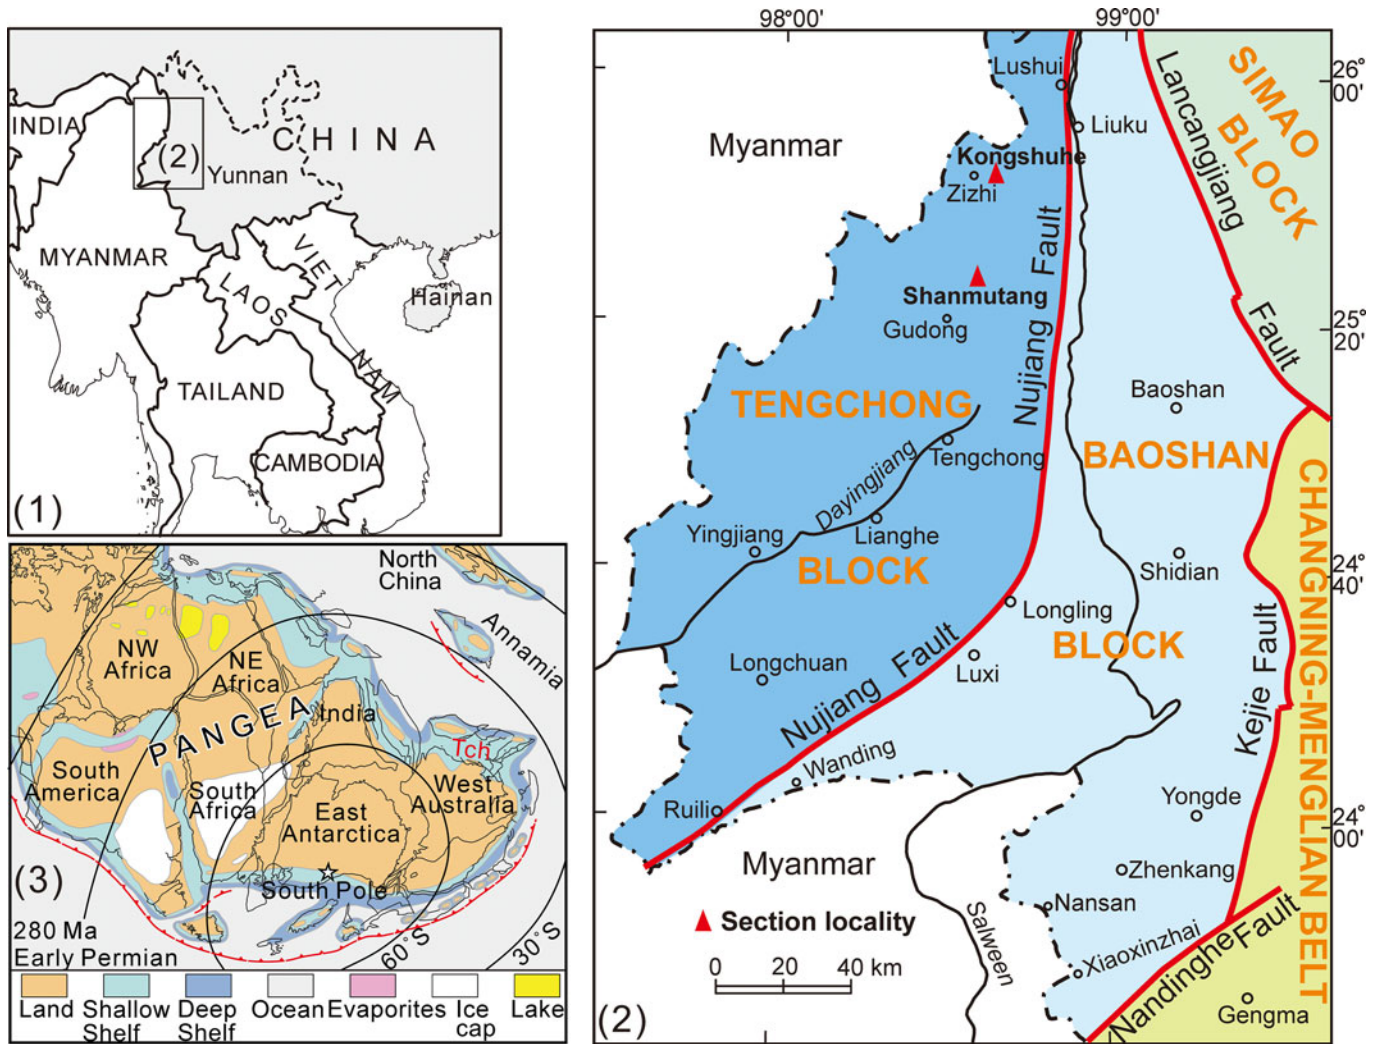 INDIA
CHINA
(2)
Yunnan
MYANMAR
VIET
NAM
LAOS
Hainan
TAILAND
CAMBODIA
(1)
North
China
Annamia
NW
Africa
NE
Africa
PANGEA
India
Tch
South
America
South
Africa
West
Australia
East
Antarctica
South Pole
(3)
280 Ma
Early Permian
60°S
30°S
Land
Shallow
Shelf
Deep
Shelf
Ocean
Evaporites
Ice
cap
Lake
98°00'
99°00'
26°
00'
25°
20'
24°
40'
24°
00'
Lushui
Liuku
Myanmar
Kongshuhe
Zizhi
Shanmutang
Gudong
Nujiang Fault
Lancangjiang
Fault
SIMAO
BLOCK
TENGCHONG
BLOCK
Tengchong
Dayingjiang
Yingjiang
Lianghe
Longchuan
Nujiang Fault
Ruili
Wanding
Baoshan
BAOSHAN
BLOCK
Shidian
Longling
Luxi
Kejie Fault
CHANGNING-MENGLIAN BELT
Yongde
Zhenkang
Nansan
Xiaoxinzhai
Nandinghe Fault
Gengma
Myanmar
Salween
Section locality
0 20 40 km
(2)